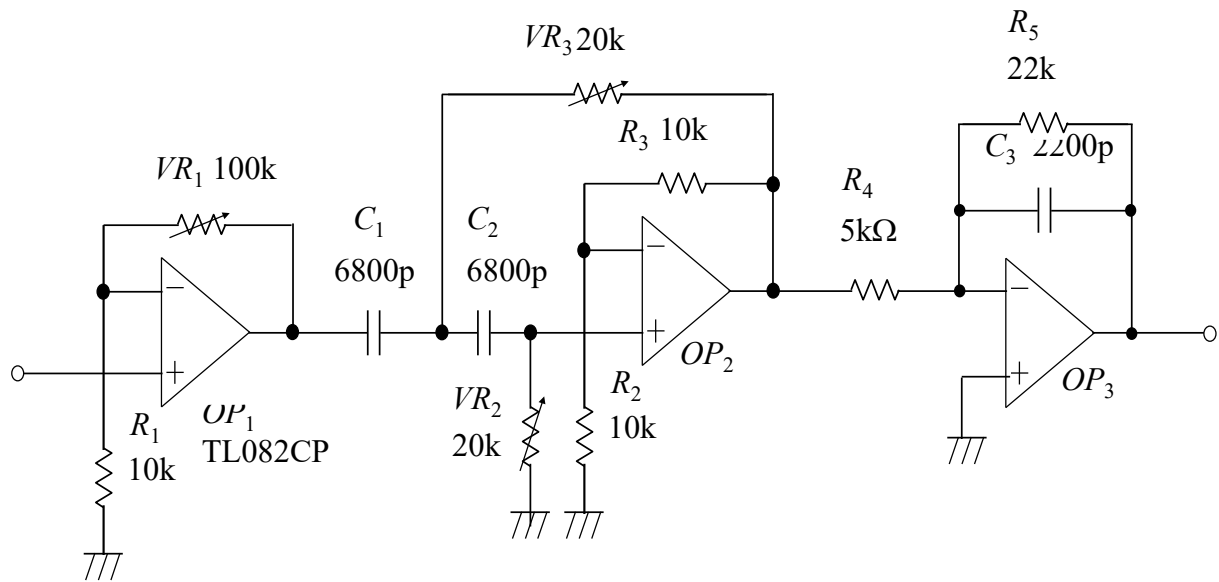 R5
22k
VR3 20k
R3 10k
C3 2200p
VR1 100k
R4
5kΩ
C1
6800p
C2
6800p
−
−
−
+
+
+
OP2
OP3
R1
10k
OP1
TL082CP
VR2
20k
R2
10k